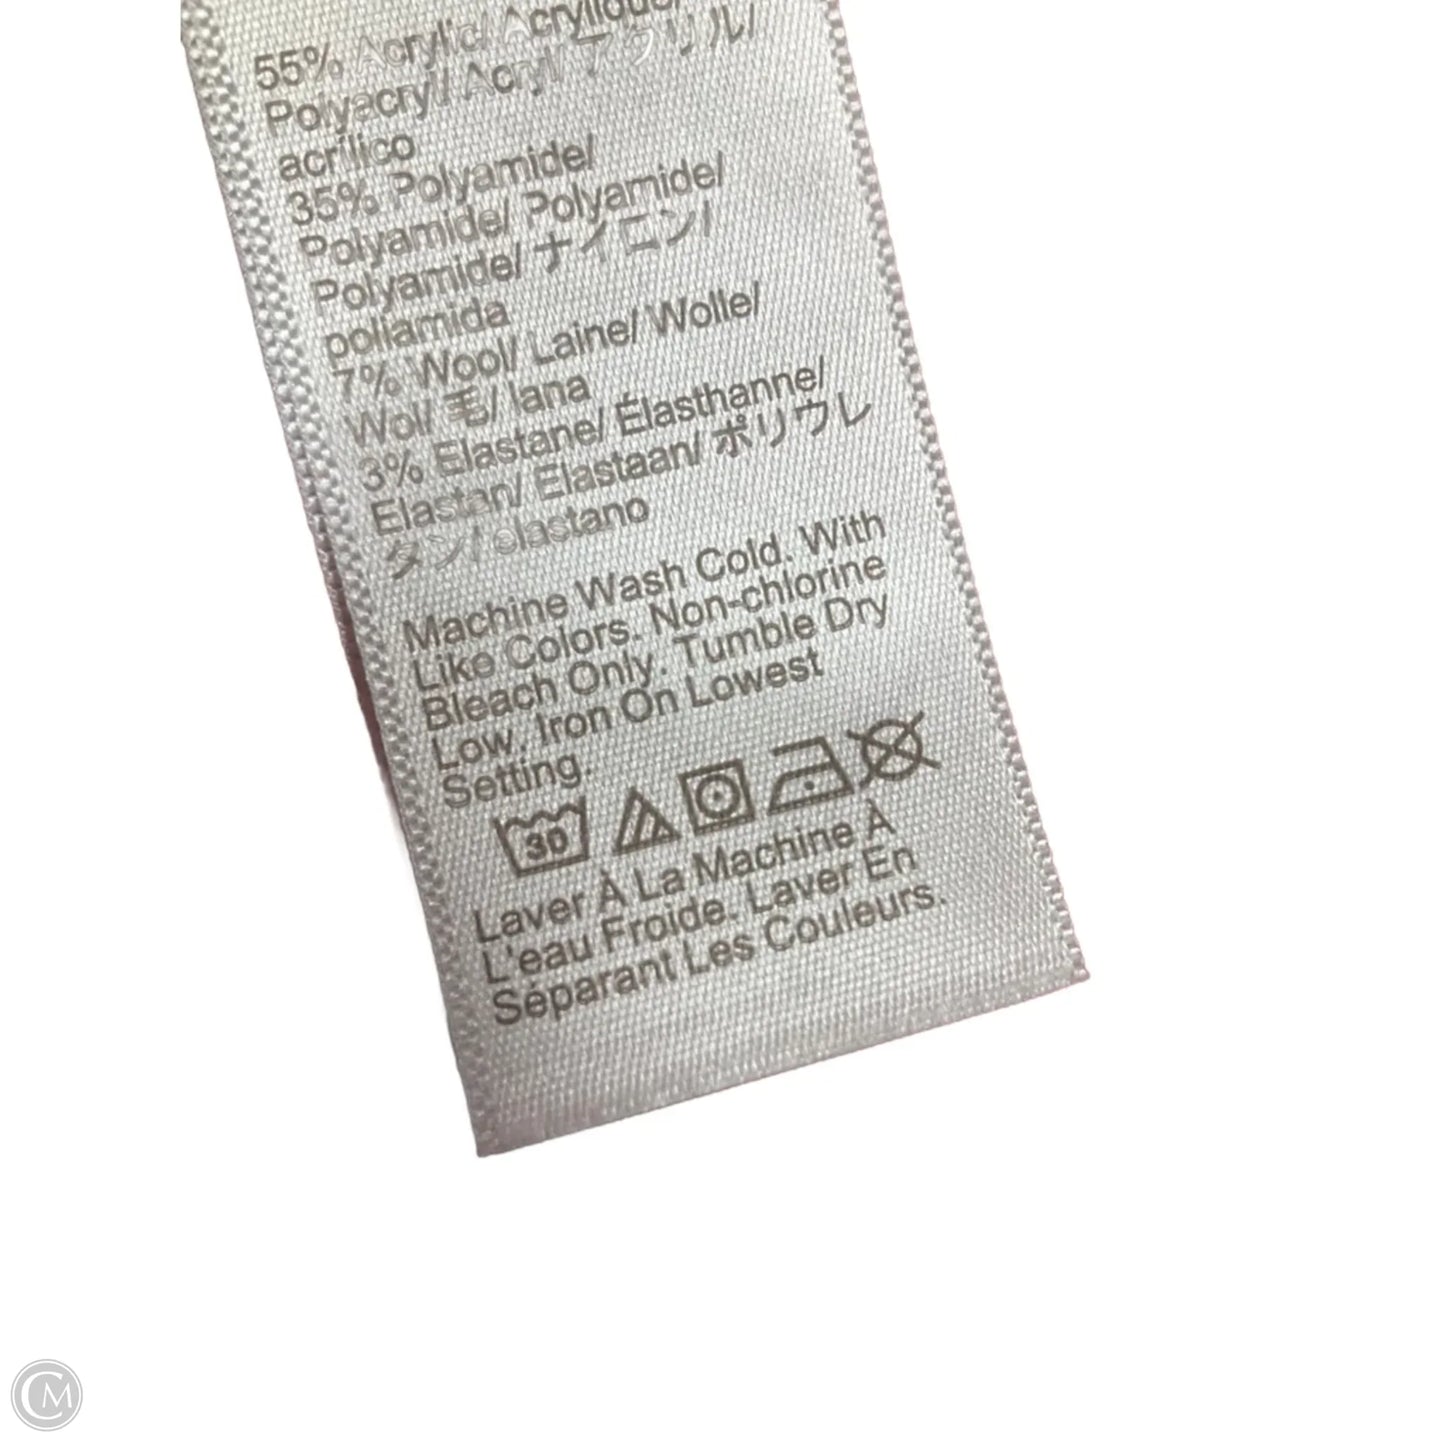 55% Acrylic/ Acrylique/
Polyacryl/ Acryl/ アクリル/
acrílico
35% Polyamide/
Polyamide/ Polyamide/
Polyamide/ ナイロン/
poliamida
7% Wool/ Laine/ Wolle/
Wol/ 毛/ lana
3% Elastane/ Élasthanne/
Elastan/ Elastaan/ ポリウレ
タン/ elastano
Machine Wash Cold. With
Like Colors. Non-chlorine
Bleach Only. Tumble Dry
Low. Iron On Lowest
Setting.
30
Laver À La Machine À
L'eau Froide. Laver En
Séparant Les Couleurs.
CM